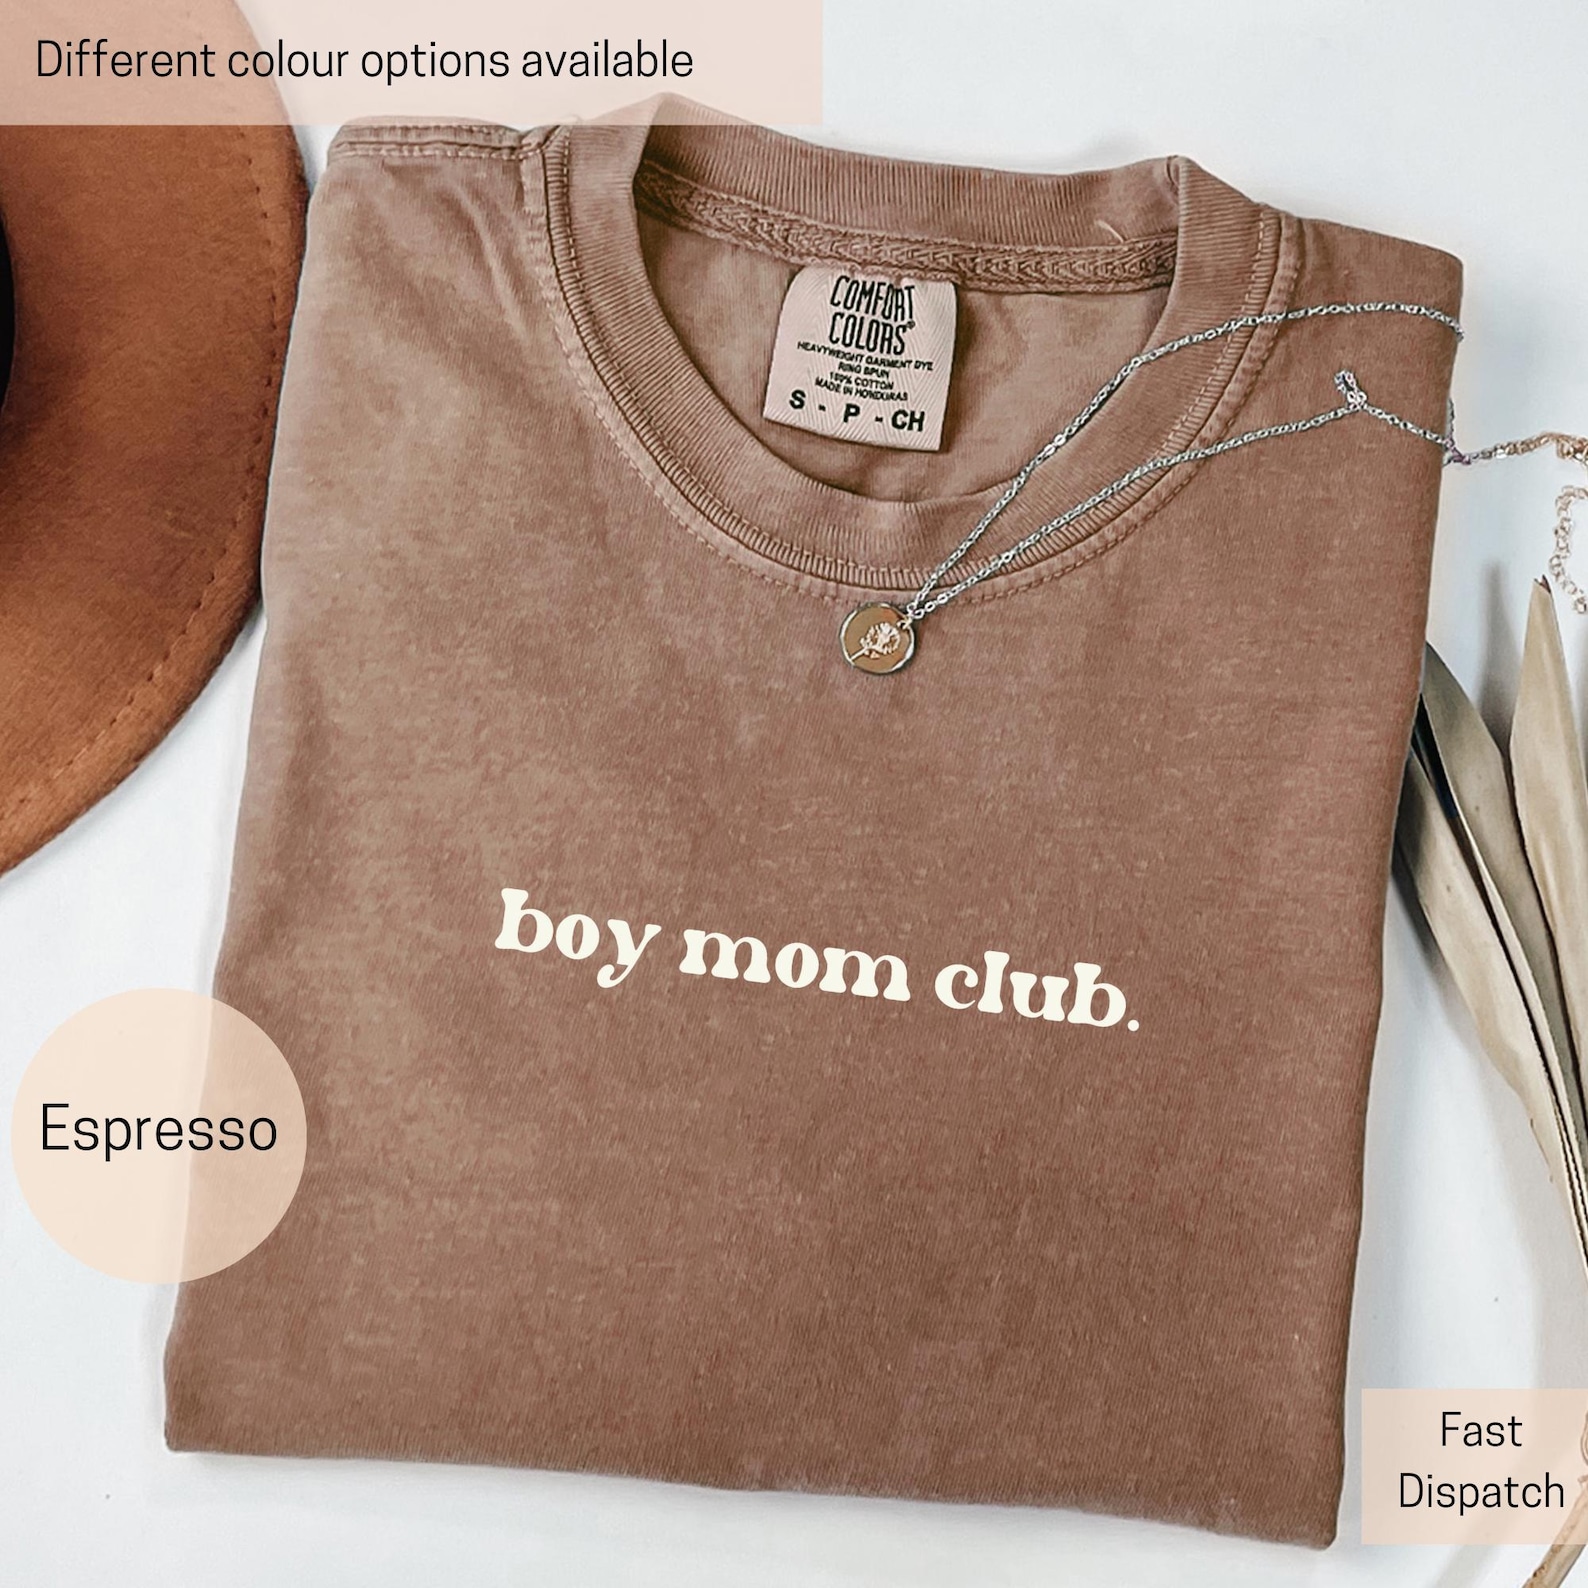 Different colour options available
COMFORT
COLORS®
HEAVYWEIGHT GARMENT DYE
RING SPUN
100% COTTON
MADE IN HONDURAS
S - P - CH
boy mom club.
Espresso
Fast
Dispatch